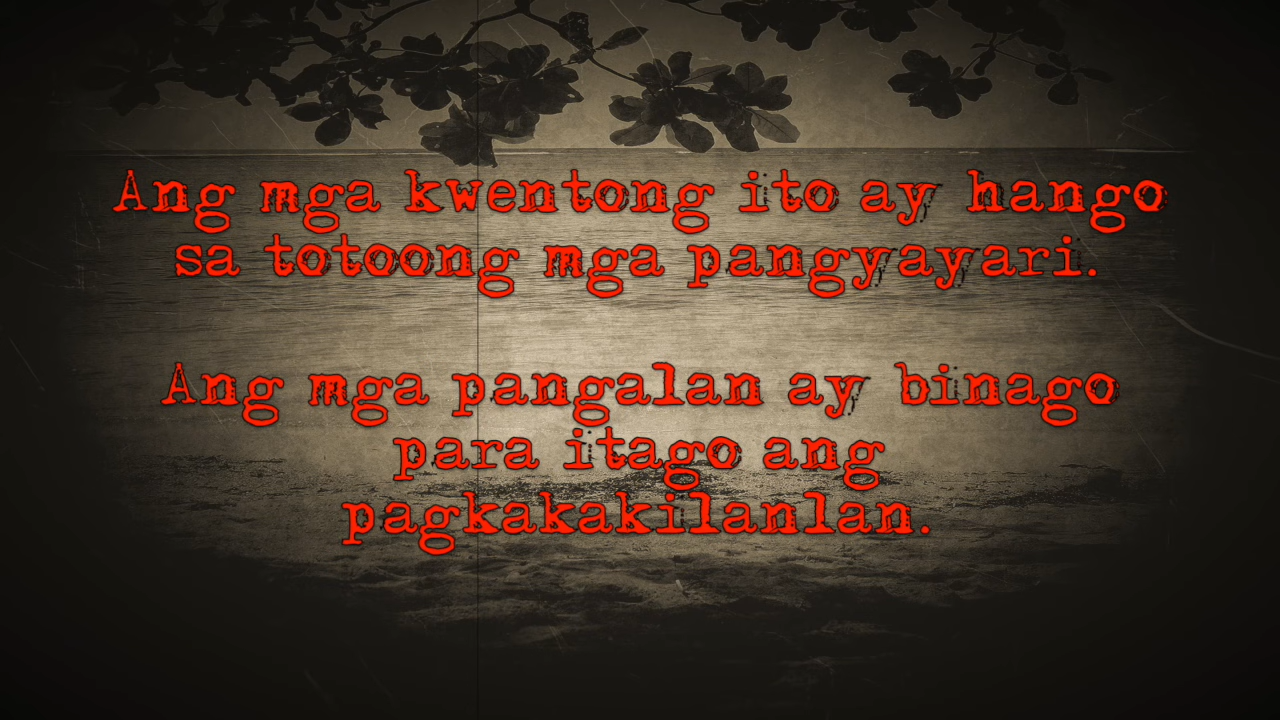 Ang mga kwentong ito ay hango
sa totoong mga pangyayari.
Ang mga pangalan ay binago
para itago ang
pagkakakilanlan.